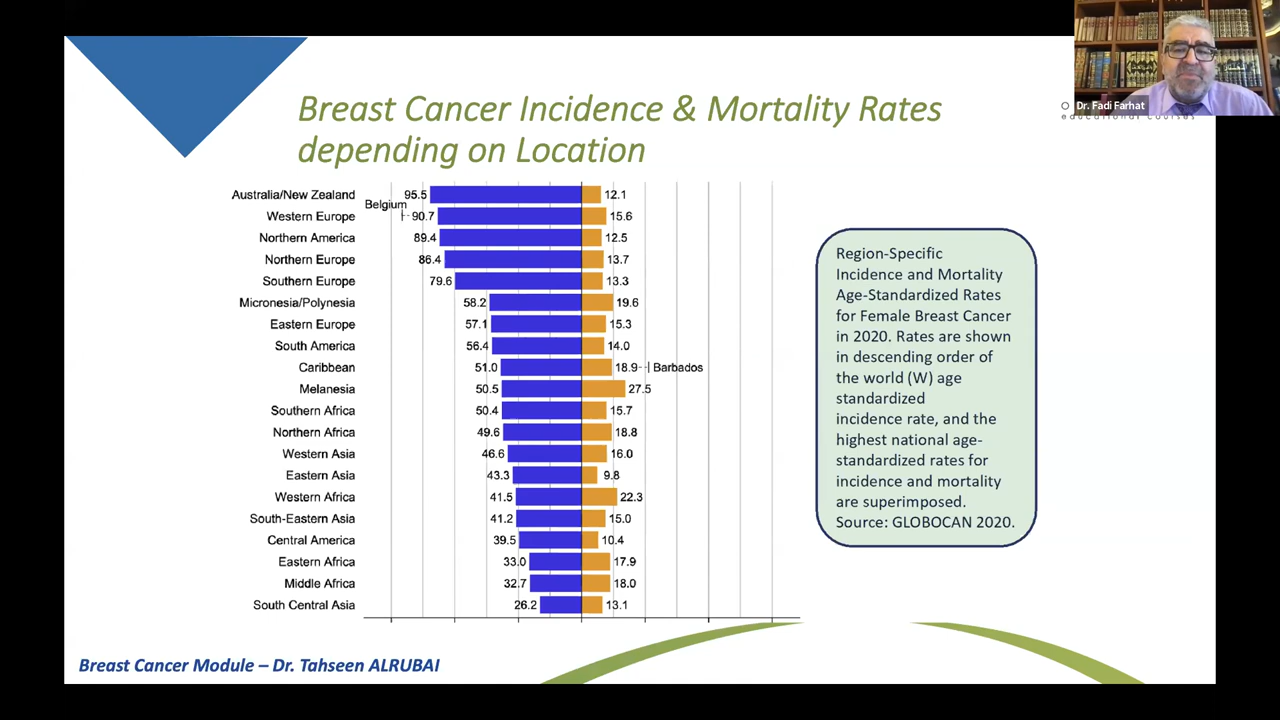 Dr. Fadi Farhat
educational courses
Breast Cancer Incidence & Mortality Rates
depending on Location
Australia/New Zealand 95.5 12.1
Belgium
Western Europe 90.7 15.6
Northern America 89.4 12.5
Northern Europe 86.4 13.7
Southern Europe 79.6 13.3
Micronesia/Polynesia 58.2 19.6
Eastern Europe 57.1 15.3
South America 56.4 14.0
Caribbean 51.0 18.9 Barbados
Melanesia 50.5 27.5
Southern Africa 50.4 15.7
Northern Africa 49.6 18.8
Western Asia 46.6 16.0
Eastern Asia 43.3 9.8
Western Africa 41.5 22.3
South-Eastern Asia 41.2 15.0
Central America 39.5 10.4
Eastern Africa 33.0 17.9
Middle Africa 32.7 18.0
South Central Asia 26.2 13.1
Region-Specific
Incidence and Mortality
Age-Standardized Rates
for Female Breast Cancer
in 2020. Rates are shown
in descending order of
the world (W) age
standardized
incidence rate, and the
highest national age-
standardized rates for
incidence and mortality
are superimposed.
Source: GLOBOCAN 2020.
Breast Cancer Module – Dr. Tahseen ALRUBAI